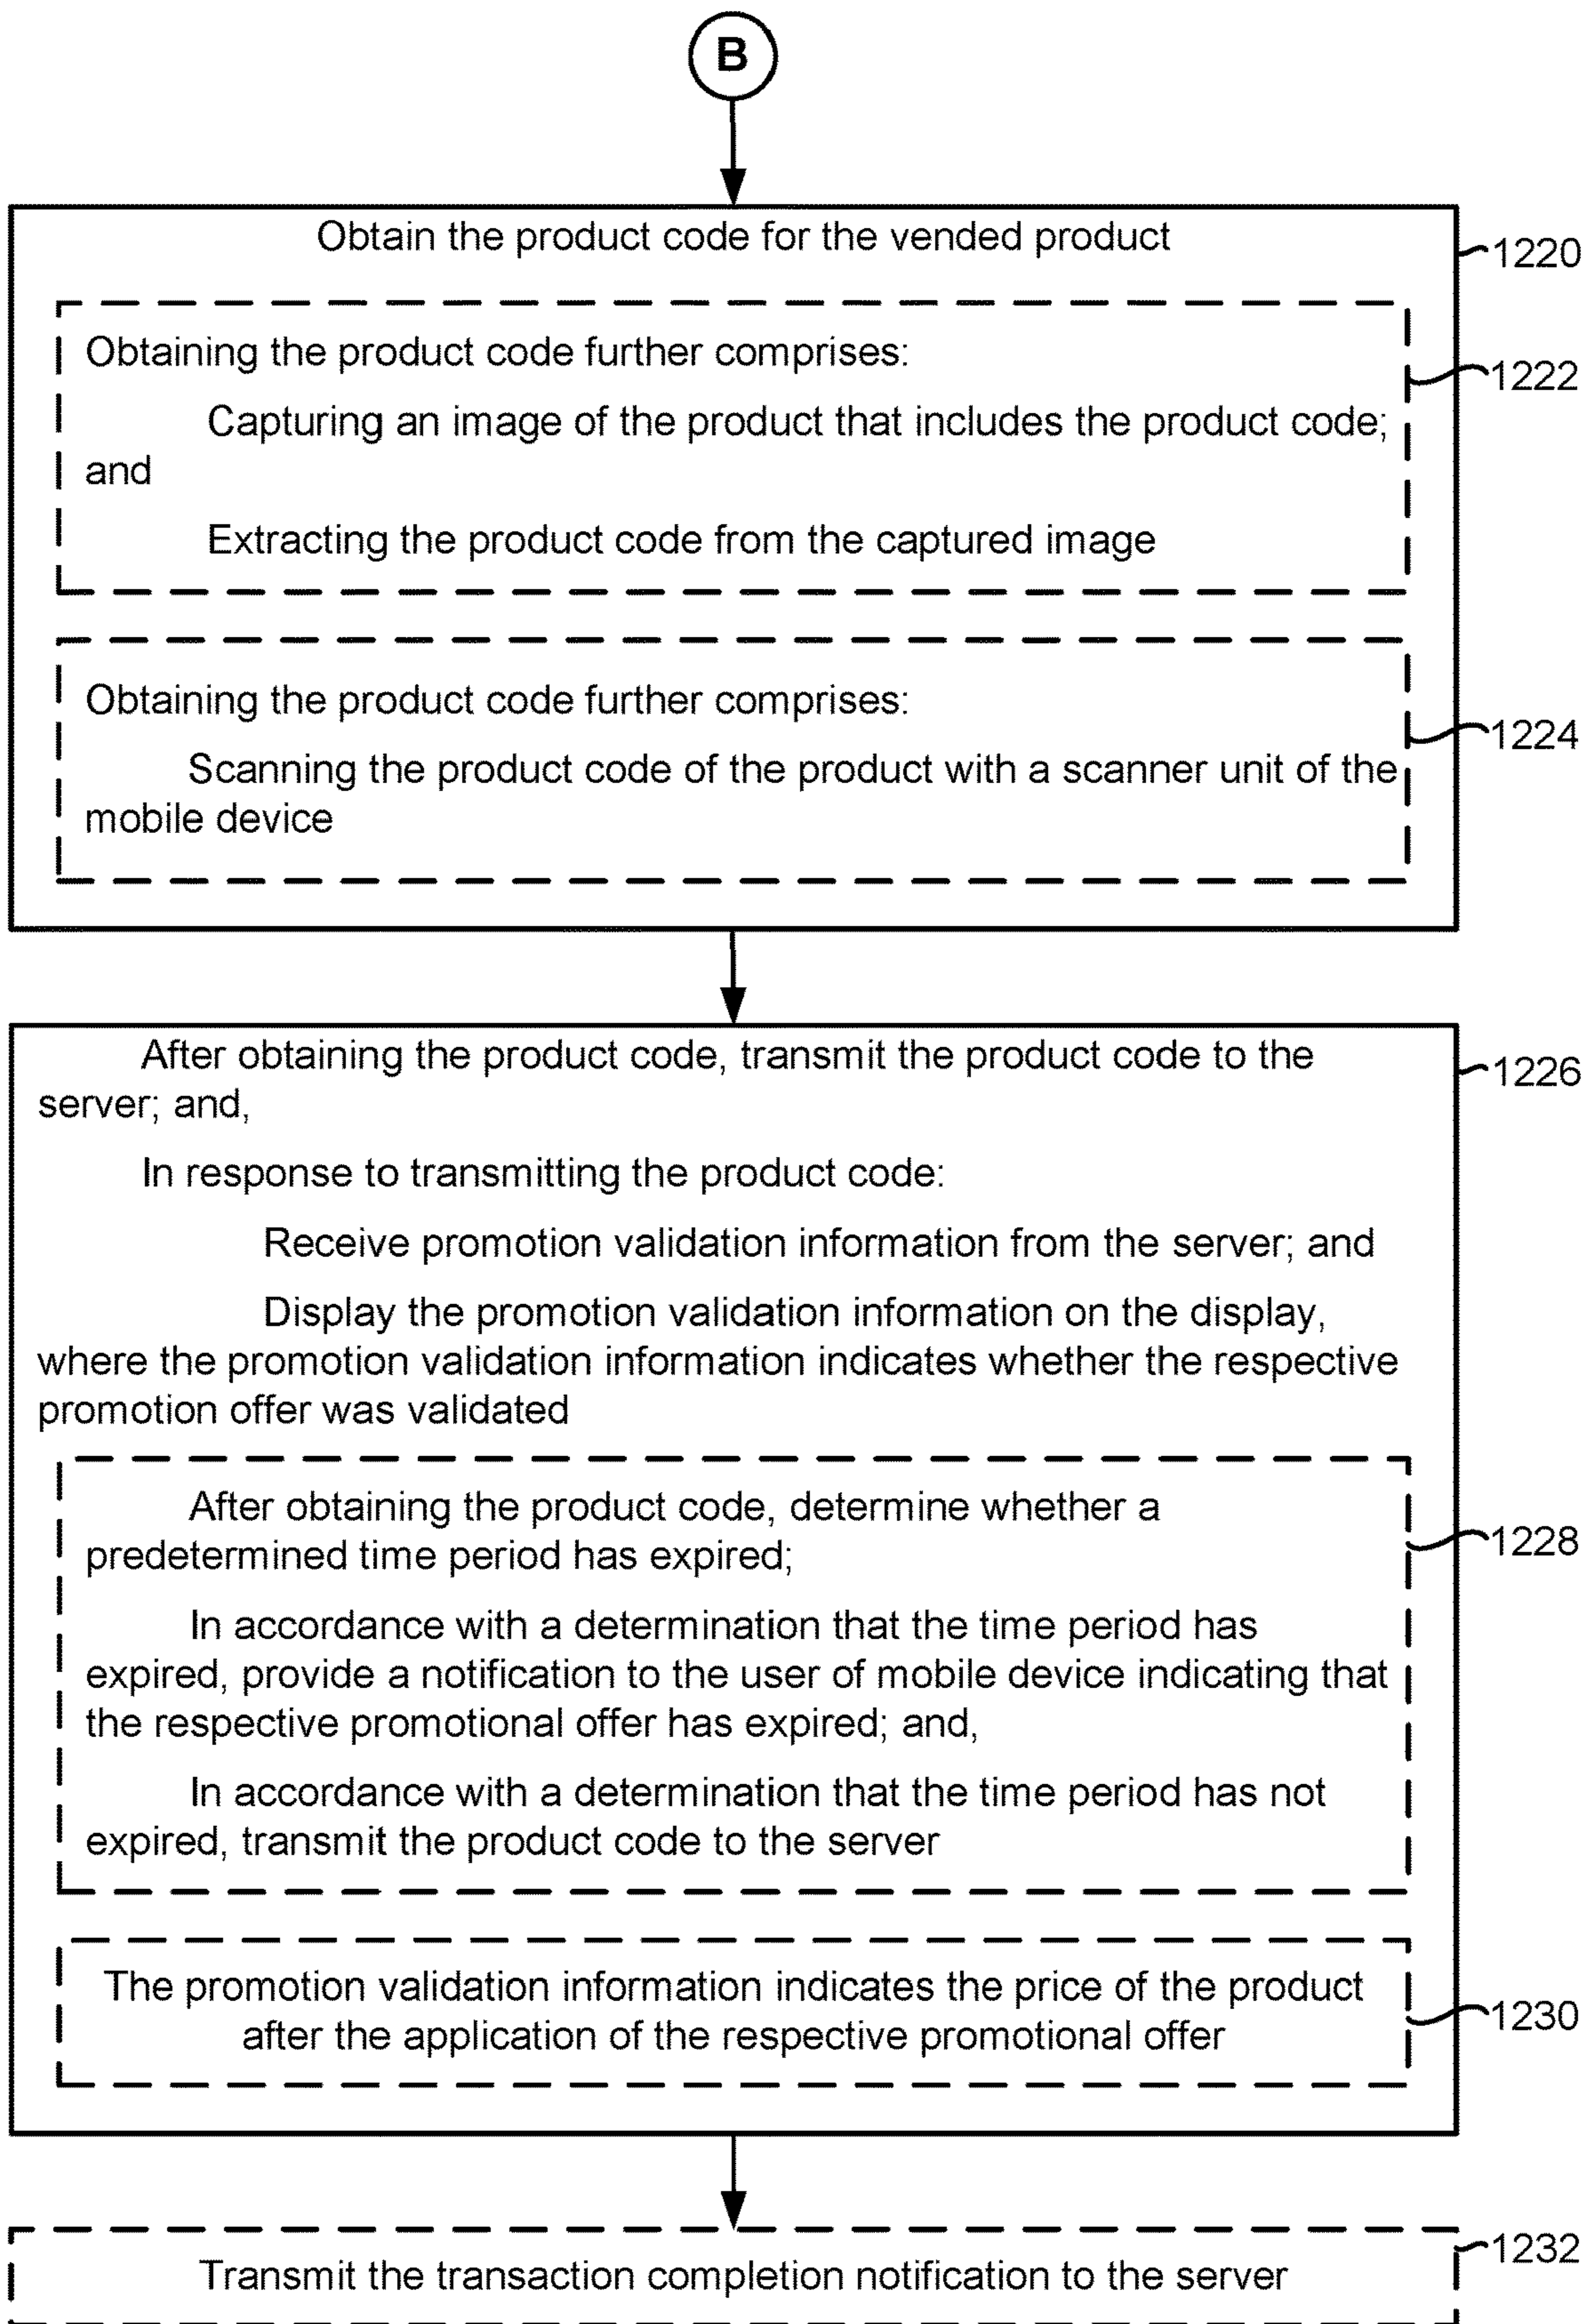 B
Obtain the product code for the vended product
1220
Obtaining the product code further comprises:
1222
Capturing an image of the product that includes the product code;
and
Extracting the product code from the captured image
Obtaining the product code further comprises:
1224
Scanning the product code of the product with a scanner unit of the
mobile device
After obtaining the product code, transmit the product code to the
1226
server; and,
In response to transmitting the product code:
Receive promotion validation information from the server; and
Display the promotion validation information on the display,
where the promotion validation information indicates whether the respective
promotion offer was validated
After obtaining the product code, determine whether a
1228
predetermined time period has expired;
In accordance with a determination that the time period has
expired, provide a notification to the user of mobile device indicating that
the respective promotional offer has expired; and,
In accordance with a determination that the time period has not
expired, transmit the product code to the server
The promotion validation information indicates the price of the product
1230
after the application of the respective promotional offer
1232
Transmit the transaction completion notification to the server